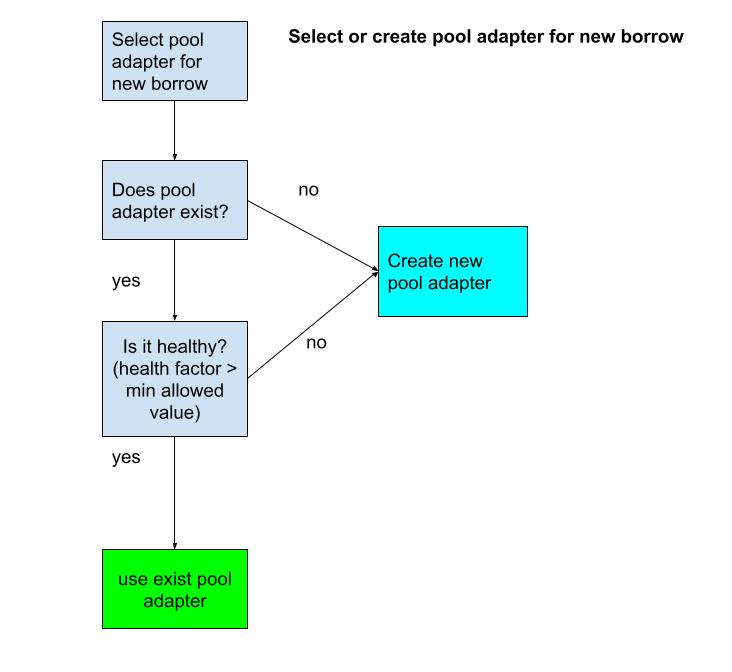 Select or create pool adapter for new borrow
Select pool
adapter for
new borrow
Does pool
adapter exist?
no
Create new
pool adapter
yes
Is it healthy?
(health factor >
min allowed
value)
no
yes
use exist pool
adapter